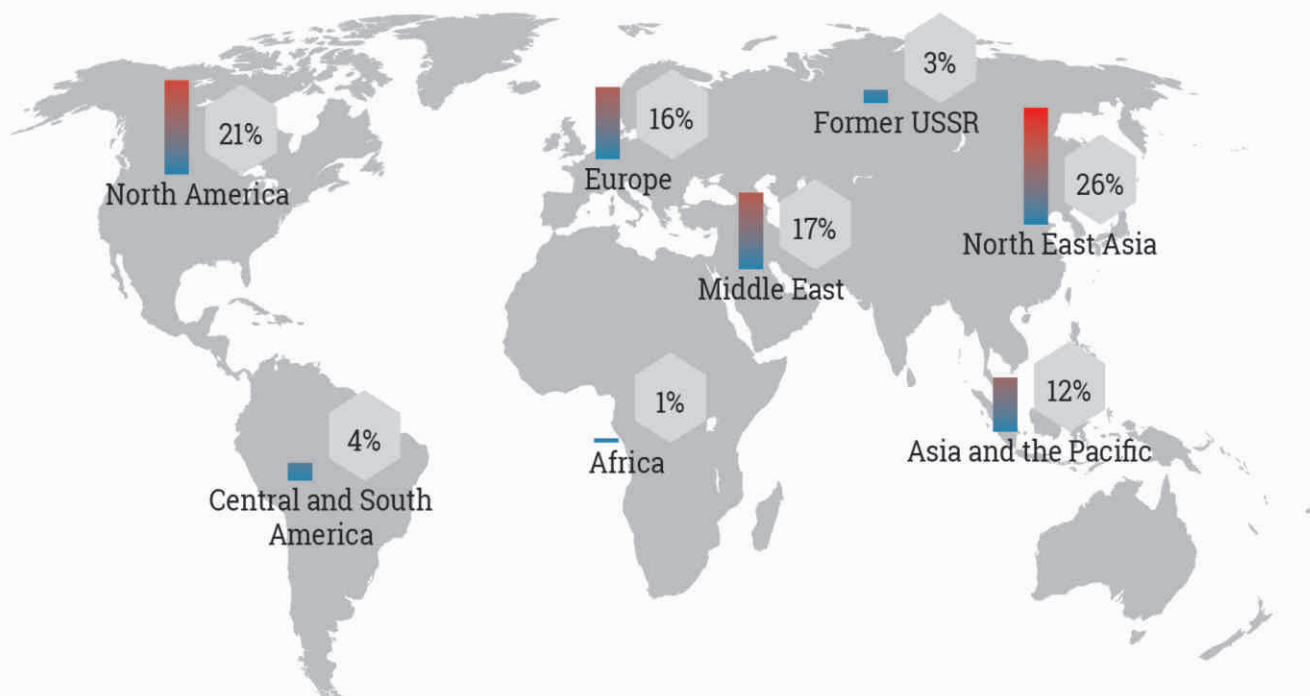 3%
Former USSR
21%
North America
16%
Europe
26%
North East Asia
17%
Middle East
12%
Asia and the Pacific
1%
Africa
4%
Central and South
America